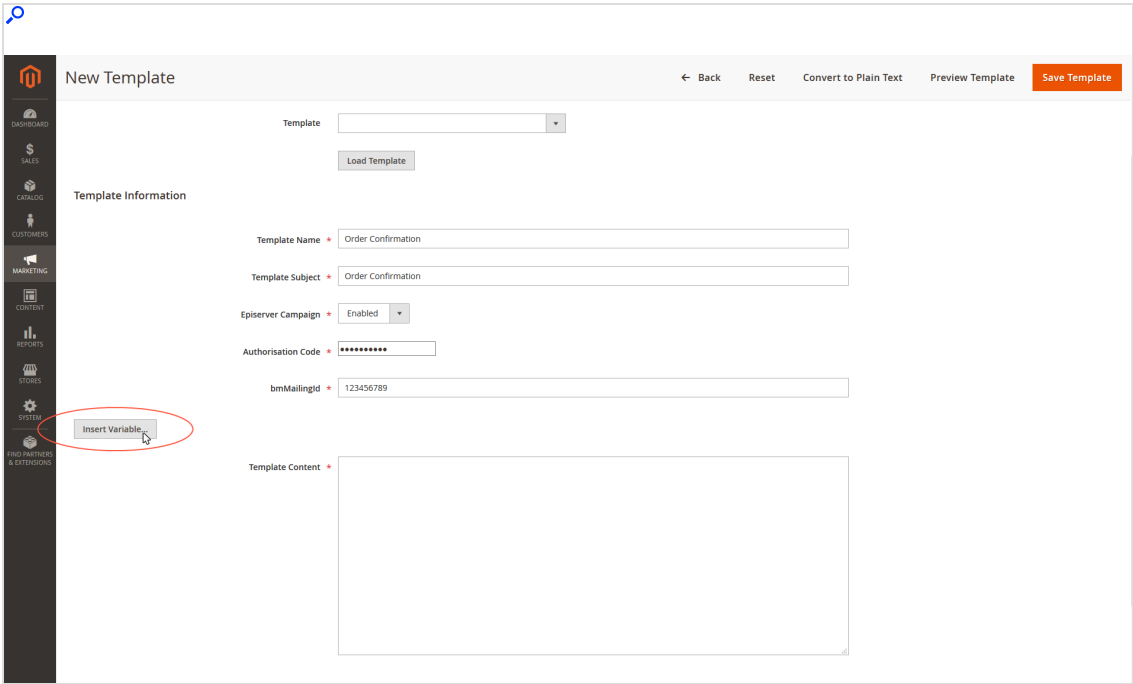 New Template
← Back Reset Convert to Plain Text Preview Template Save Template
DASHBOARD
SALES
CATALOG
CUSTOMERS
MARKETING
CONTENT
REPORTS
STORES
SYSTEM
FIND PARTNERS
& EXTENSIONS
Template
Load Template
Template Information
Template Name * Order Confirmation
Template Subject * Order Confirmation
Episerver Campaign * Enabled
Authorisation Code * ••••••••••
bmMailingId * 123456789
Insert Variable...
Template Content *